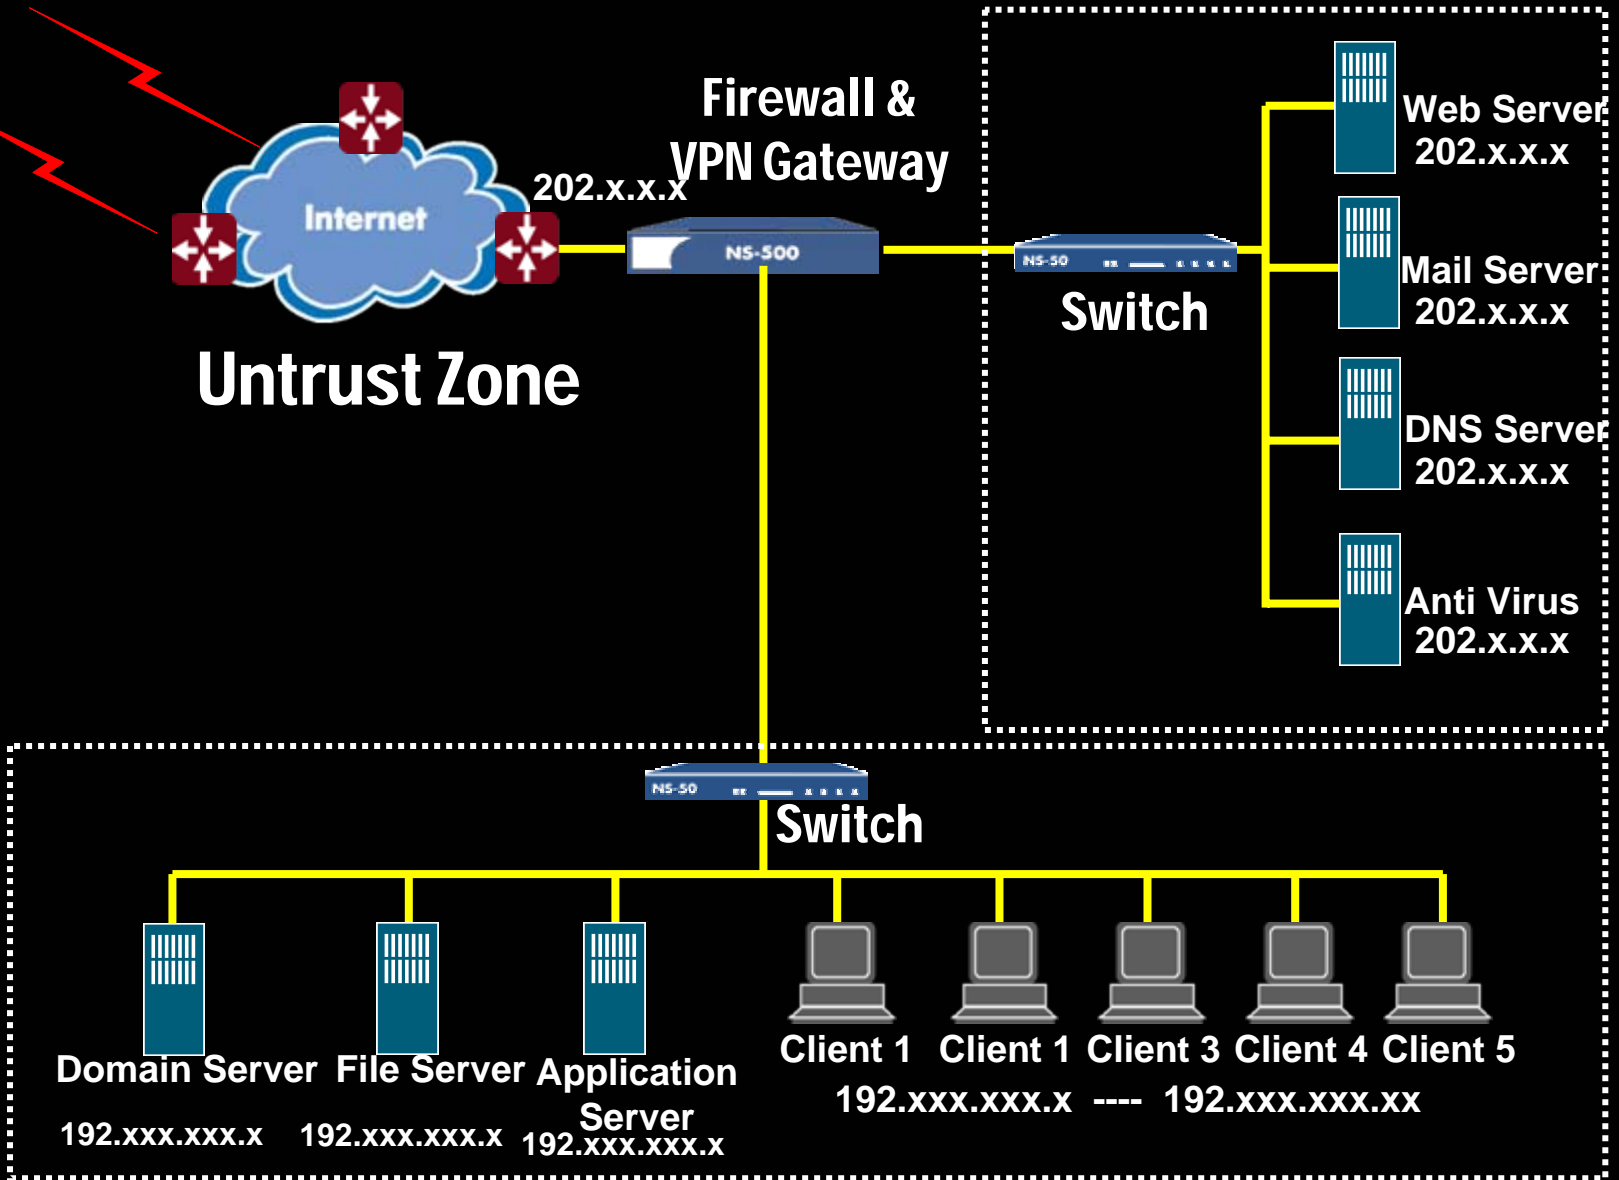 Firewall &
VPN Gateway
202.x.x.x
Internet
NS-500
Untrust Zone
NS-50
Switch
Web Server
202.x.x.x
Mail Server
202.x.x.x
DNS Server
202.x.x.x
Anti Virus
202.x.x.x
NS-50
Switch
Domain Server
192.xxx.xxx.x
File Server
192.xxx.xxx.x
Application
Server
192.xxx.xxx.x
Client 1 Client 1 Client 3 Client 4 Client 5
192.xxx.xxx.x ---- 192.xxx.xxx.xx